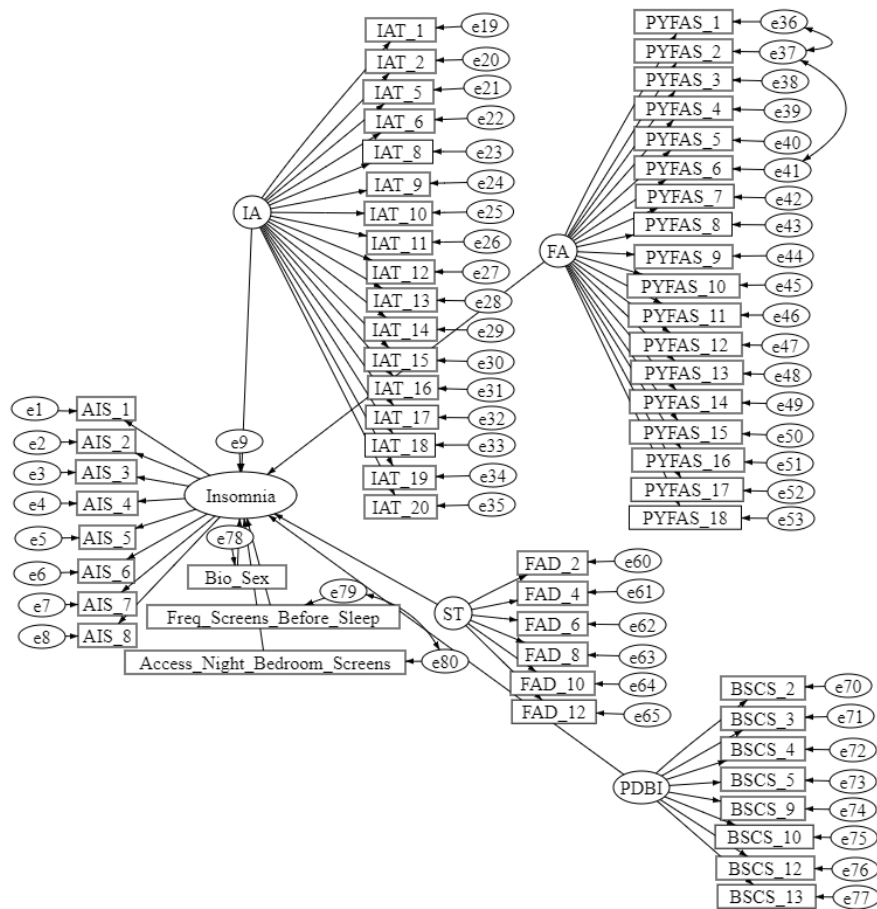 IAT_1 e19
IAT_2 e20
IAT_5 e21
IAT_6 e22
IAT_8 e23
IAT_9 e24
IA
IAT_10 e25
IAT_11 e26
IAT_12 e27
IAT_13 e28
IAT_14 e29
IAT_15 e30
IAT_16 e31
IAT_17 e32
IAT_18 e33
IAT_19 e34
IAT_20 e35
PYFAS_1 e36
PYFAS_2 e37
PYFAS_3 e38
PYFAS_4 e39
PYFAS_5 e40
PYFAS_6 e41
PYFAS_7 e42
PYFAS_8 e43
FA
PYFAS_9 e44
PYFAS_10 e45
PYFAS_11 e46
PYFAS_12 e47
PYFAS_13 e48
PYFAS_14 e49
PYFAS_15 e50
PYFAS_16 e51
PYFAS_17 e52
PYFAS_18 e53
e1 AIS_1
e2 AIS_2
e3 AIS_3
e4 AIS_4
e5 AIS_5
e6 AIS_6
e7 AIS_7
e8 AIS_8
e9
Insomnia
e78
Bio_Sex
e79
Freq_Screens_Before_Sleep
Access_Night_Bedroom_Screens e80
FAD_2 e60
FAD_4 e61
ST
FAD_6 e62
FAD_8 e63
FAD_10 e64
FAD_12 e65
BSCS_2 e70
BSCS_3 e71
BSCS_4 e72
BSCS_5 e73
PDBI
BSCS_9 e74
BSCS_10 e75
BSCS_12 e76
BSCS_13 e77